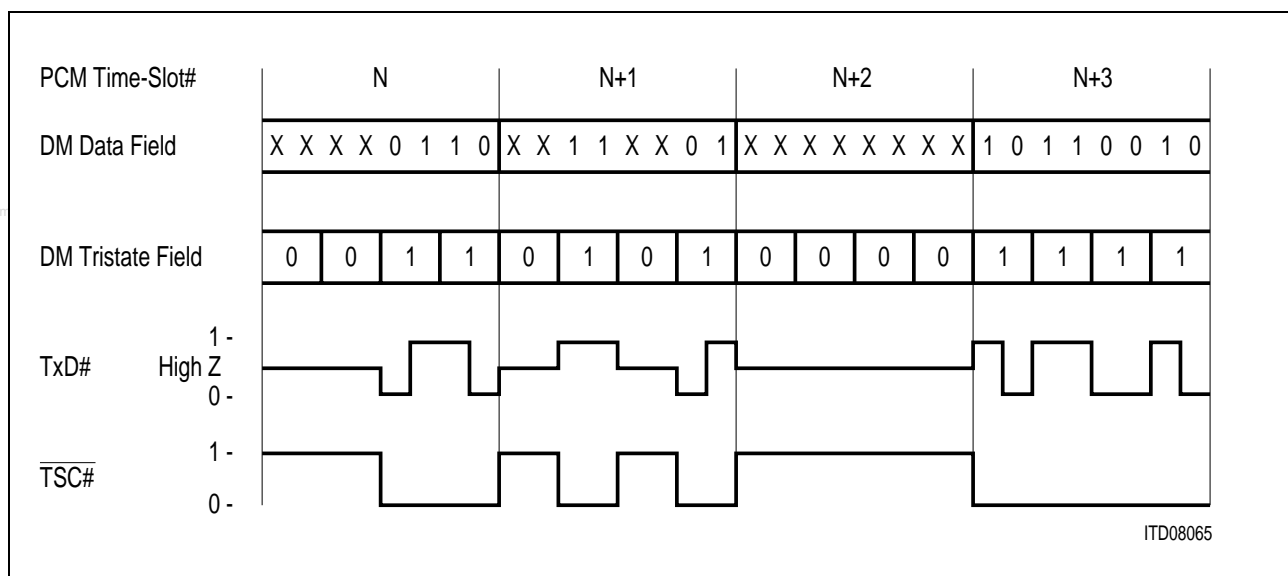 PCM Time-Slot# N N+1 N+2 N+3
DM Data Field X X X X 0 1 1 0 X X 1 1 X X 0 1 X X X X X X X X 1 0 1 1 0 0 1 0
m
DM Tristate Field 0 0 1 1 0 1 0 1 0 0 0 0 1 1 1 1
1 -
TxD# High Z
0 -
1 -
TSC#
0 -
ITD08065